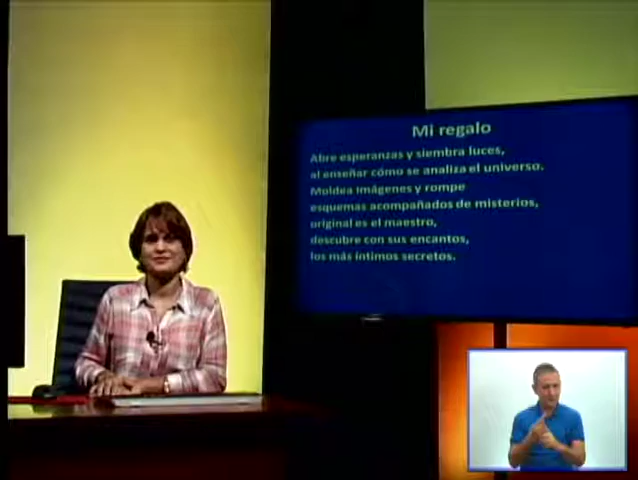 Mi regalo
Abre esperanzas y siembra luces,
al enseñar cómo se analiza el universo.
Moldea imágenes y rompe
esquemas acompañados de misterios,
original es el maestro,
descubre con sus encantos,
los más íntimos secretos.